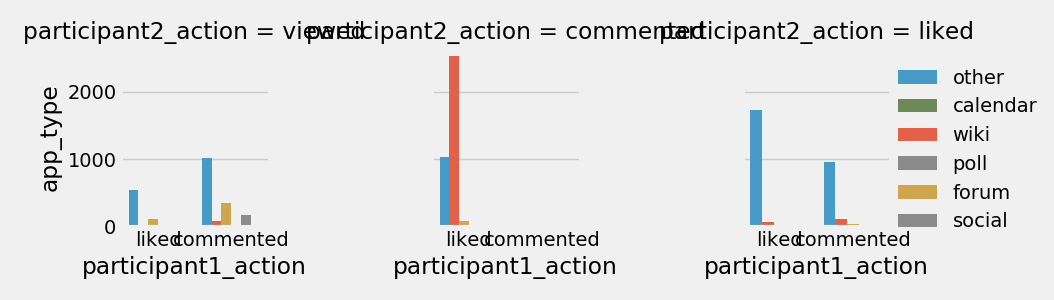 participant2_action = viewed
participant2_action = commented
participant2_action = liked
app_type
2000
1000
0
liked
commented
liked
commented
liked
commented
participant1_action
participant1_action
participant1_action
other
calendar
wiki
poll
forum
social